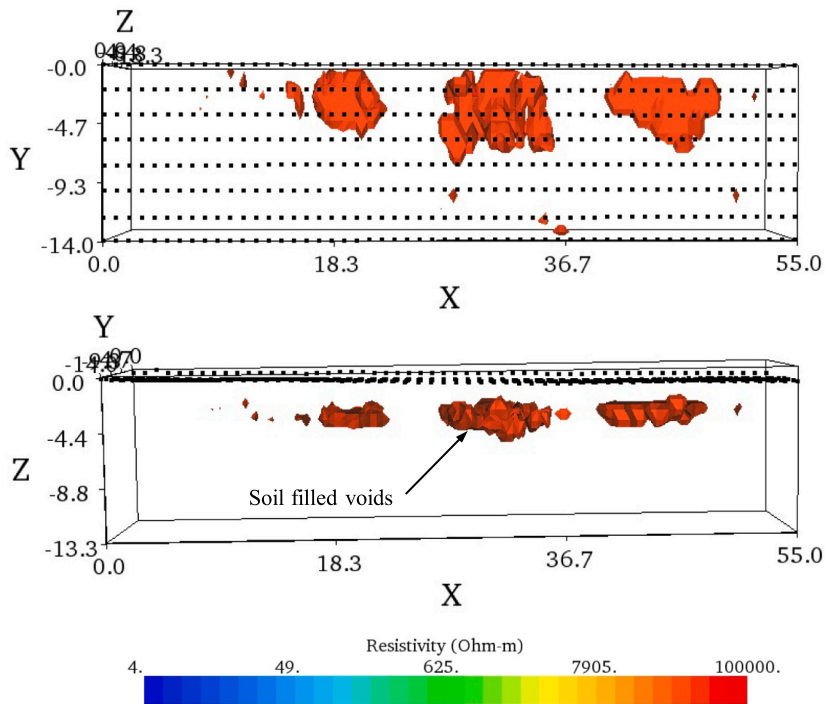 Z
-0.0
-4.7
Y
-9.3
-14.0
0.0 18.3 36.7 55.0
X
Y
0.0
-4.4
Z
-8.8
-13.3
Soil filled voids
0.0 18.3 36.7 55.0
X
Resistivity (Ohm-m)
4. 49. 625. 7905. 100000.